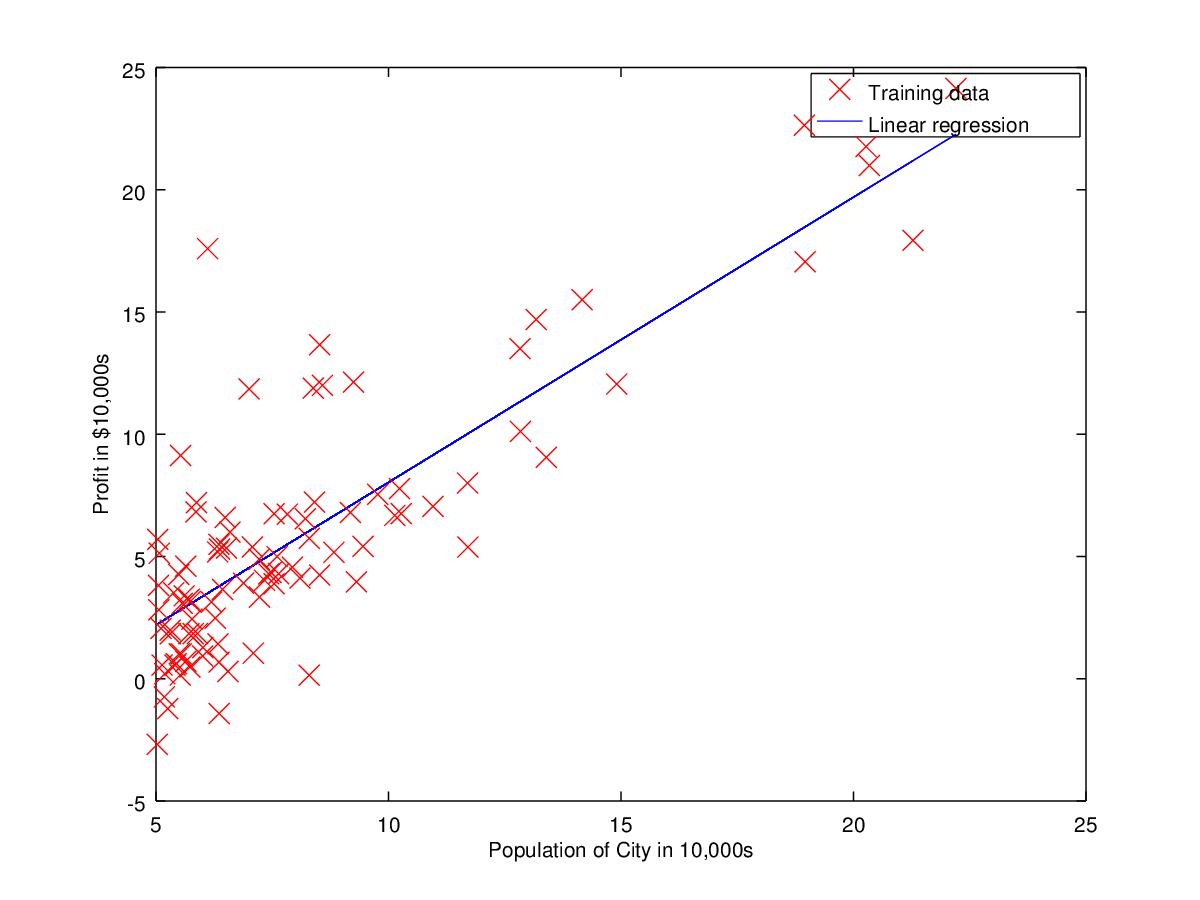 25
20
15
10
5
0
-5
5 10 15 20 25
Profit in $10,000s
Population of City in 10,000s
Training data
Linear regression